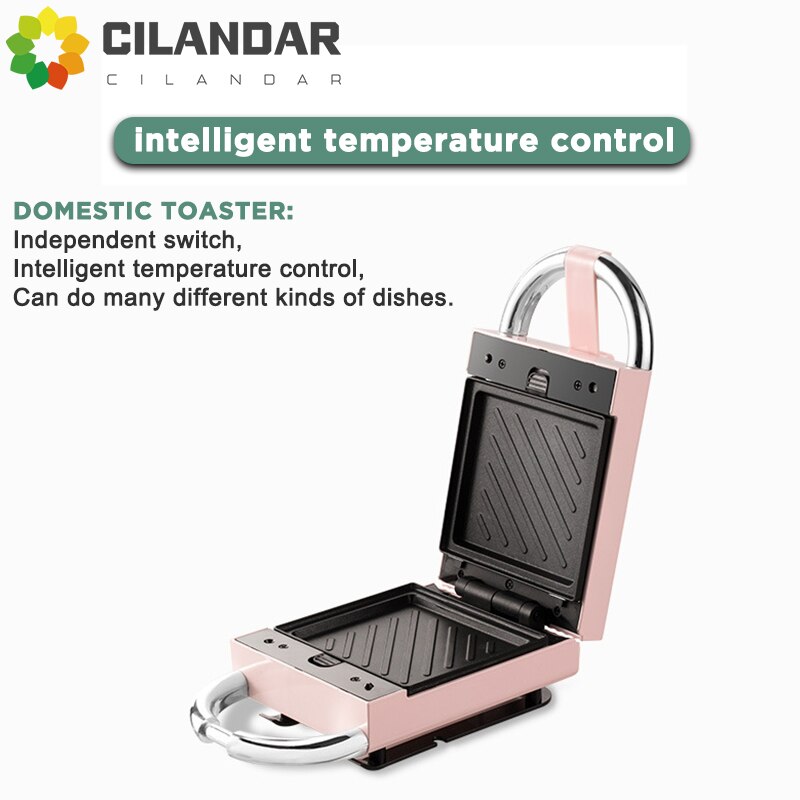 CILANDAR
CILANDAR
intelligent temperature control
DOMESTIC TOASTER:
Independent switch,
Intelligent temperature control,
Can do many different kinds of dishes.